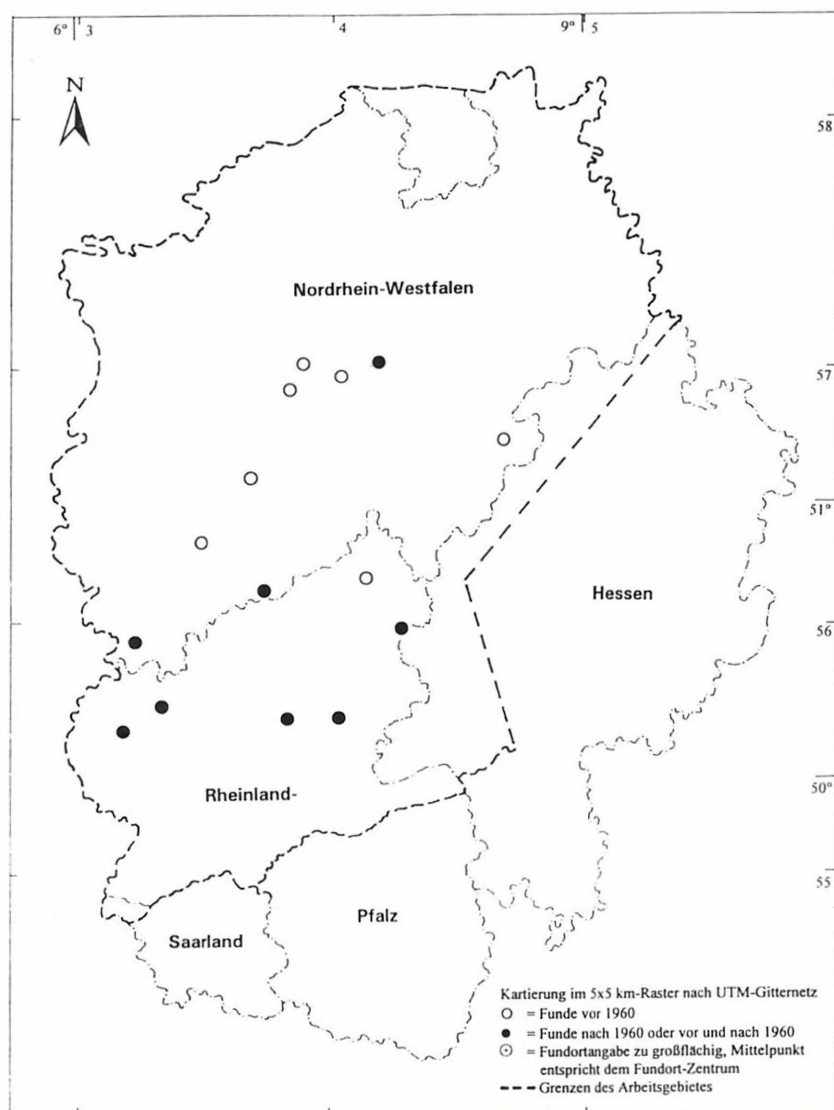 6° 3 4 9° 5
N
58
Nordrhein-Westfalen
57
51°
Hessen
56
50°
Rheinland-
55
Pfalz
Saarland
Kartierung im 5x5 km-Raster nach UTM-Gitternetz
= Funde vor 1960
= Funde nach 1960 oder vor und nach 1960
= Fundortangabe zu großflächig, Mittelpunkt
entspricht dem Fundort-Zentrum
Grenzen des Arbeitsgebietes